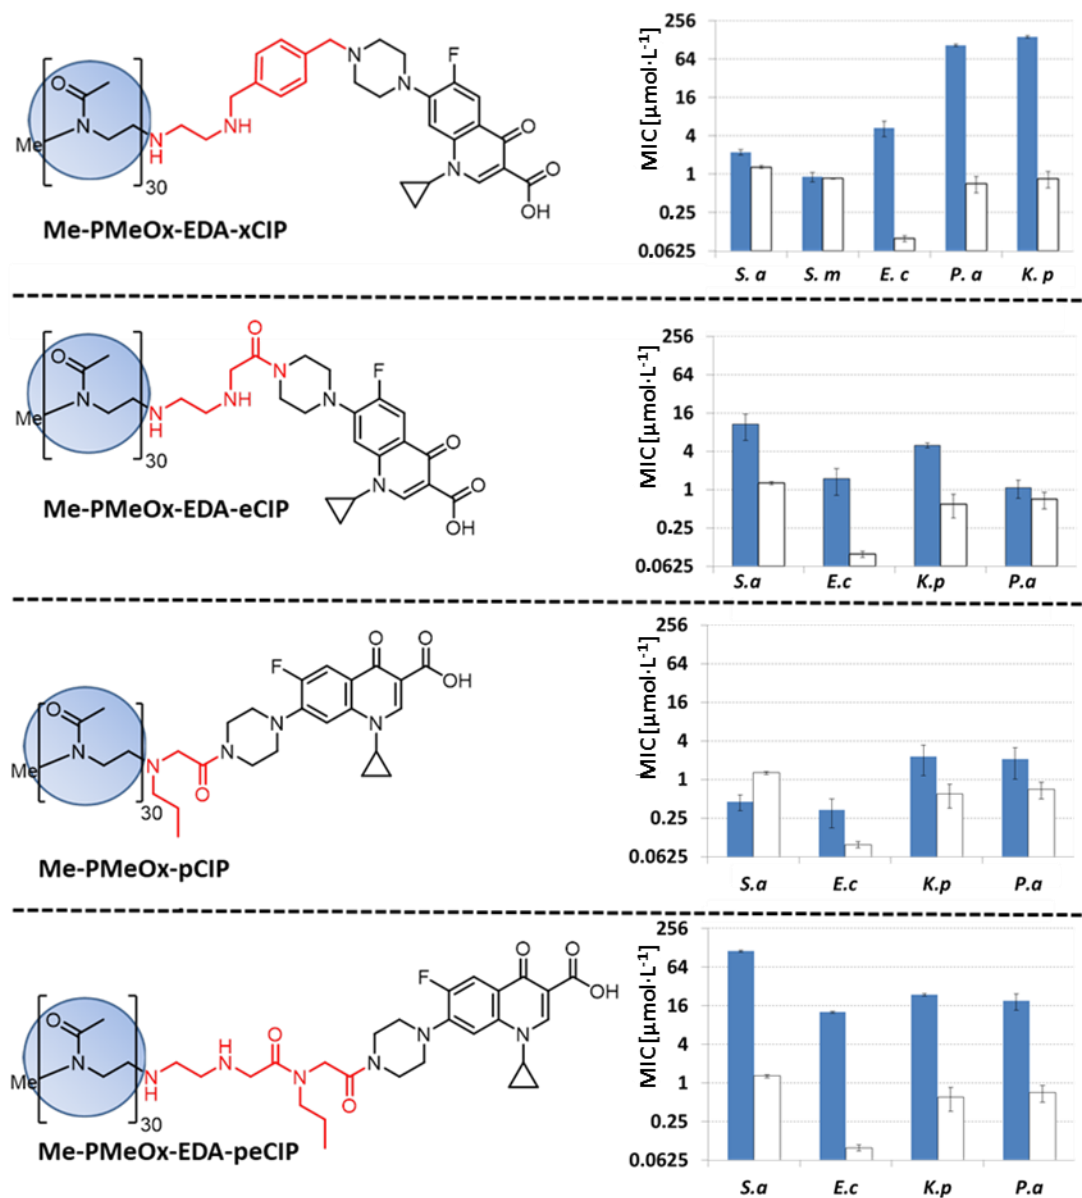 O
N
Me
30
N
H
NH
N
N
F
O
N
O
OH
Me-PMeOx-EDA-xCIP
MIC [µmol·L⁻¹]
256
64
16
4
1
0.25
0.0625
S. a S. m E. c P. a K. p
O
N
Me
30
N
H
NH
O
N
N
F
O
N
O
OH
Me-PMeOx-EDA-eCIP
MIC [µmol·L⁻¹]
256
64
16
4
1
0.25
0.0625
S.a E.c K.p P.a
O
N
Me
30
N
O
N
N
F
O
O
OH
N
Me-PMeOx-pCIP
MIC [µmol·L⁻¹]
256
64
16
4
1
0.25
0.0625
S.a E.c K.p P.a
O
N
Me
30
N
H
H
N
O
N
O
N
N
F
O
O
OH
N
Me-PMeOx-EDA-peCIP
MIC [µmol·L⁻¹]
256
64
16
4
1
0.25
0.0625
S.a E.c K.p P.a